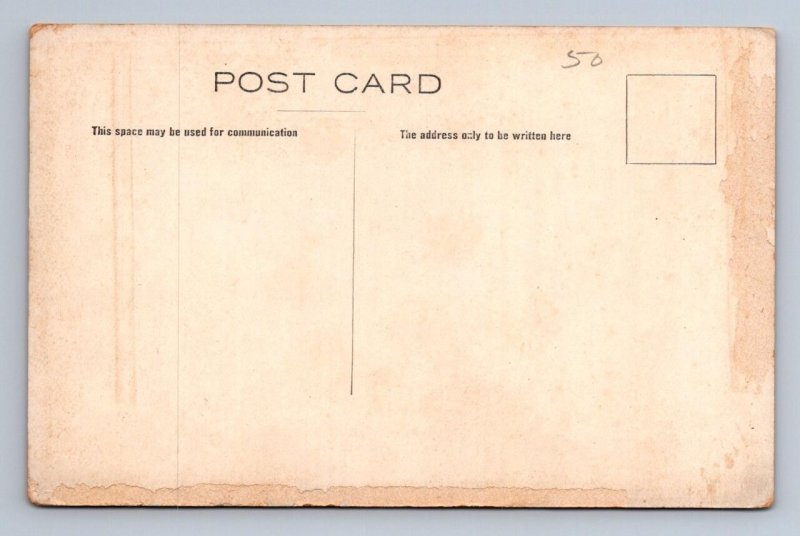 50
POST CARD
This space may be used for communication
The address only to be written here